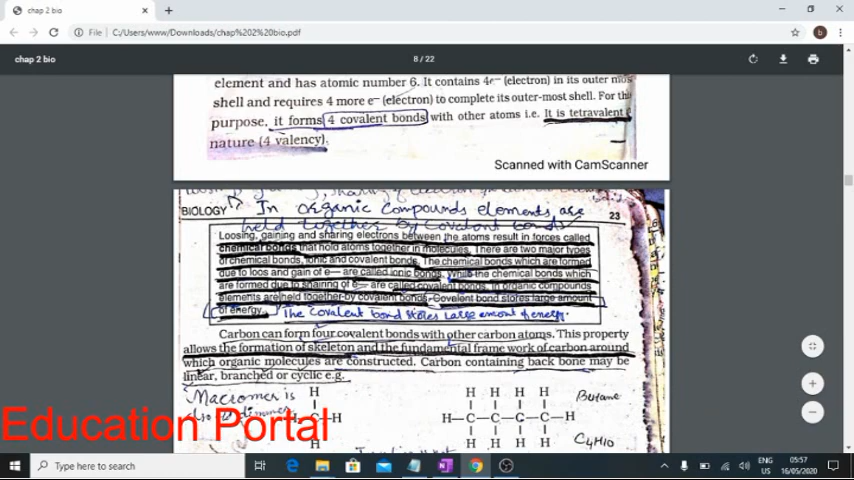 chap 2 bio
File
C:/Users/www/Downloads/chap%202%20bio.pdf
chap 2 bio
8 / 22
element and has atomic number 6. It contains 4e– (electron) in its outer mos
shell and requires 4 more e– (electron) to complete its outer-most shell. For this
purpose, it forms 4 covalent bonds with other atoms i.e. It is tetravalent
nature (4 valency).
Scanned with CamScanner
BIOLOGY
In organic compounds elements are
23
held together by Covalent bonds
Loosing, gaining and sharing electrons between the atoms result in forces called
chemical bonds that hold atoms together in molecules. There are two major types
of chemical bonds, ionic and covalent bonds. The chemical bonds which are formed
due to loos and gain of e— are called ionic bonds. While the chemical bonds which
are formed due to sharing of e— are called covalent bonds. In organic compounds
elements are held together by covalent bonds. Covalent bond stores large amount
of energy.
The Covalent bond stores large amount of energy.
Carbon can form four covalent bonds with other carbon atoms. This property
allows the formation of skeleton and the fundamental frame work of carbon around
which organic molecules are constructed. Carbon containing back bone may be
linear, branched or cyclic e.g.
Macromer is
H
H H H H
Butane
C–H
H–C–C–C–C–H
H
H H H H
C4H10
Education Portal
Type here to search
ENG
US
05:57
16/05/2020